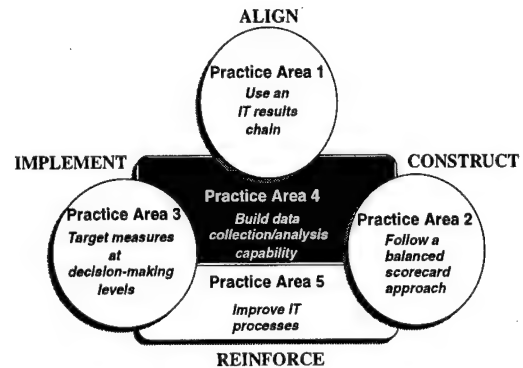 ALIGN
Practice Area 1
Use an
IT results
chain
IMPLEMENT
CONSTRUCT
Practice Area 4
Build data
collection/analysis
capability
Practice Area 3
Target measures
at
decision-making
levels
Practice Area 2
Follow a
balanced
scorecard
approach
Practice Area 5
Improve IT
processes
REINFORCE